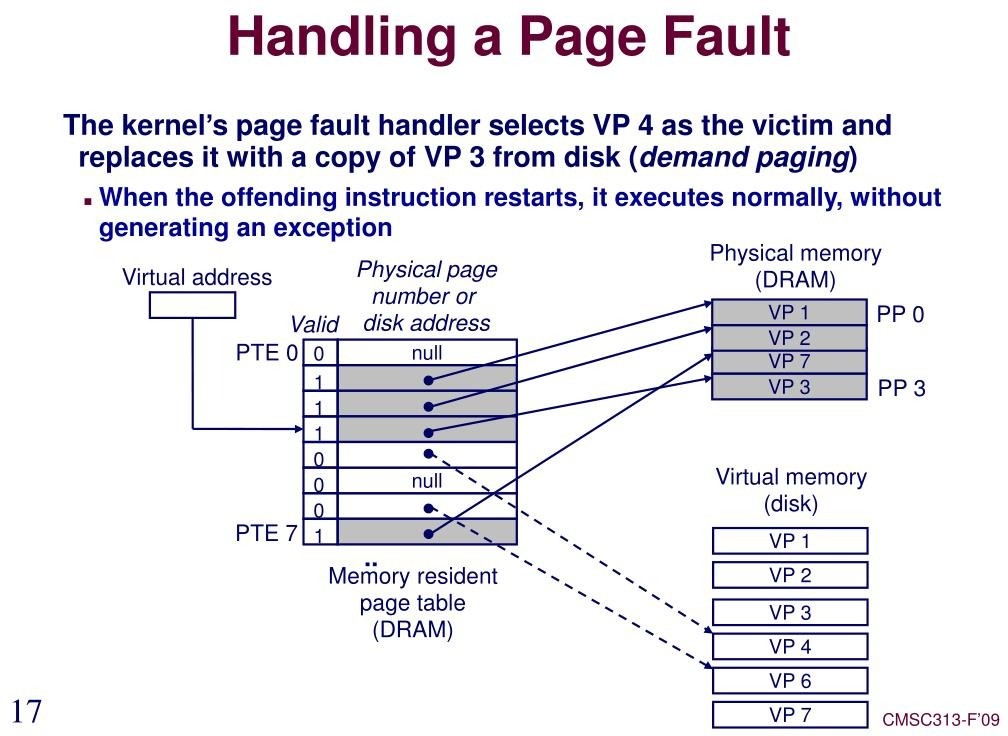 Handling a Page Fault
The kernel’s page fault handler selects VP 4 as the victim and
replaces it with a copy of VP 3 from disk (demand paging)
When the offending instruction restarts, it executes normally, without
generating an exception
Virtual address
Physical page
number or
disk address
Valid
PTE 0
0
null
1
1
1
0
0
null
0
PTE 7
1
Memory resident
page table
(DRAM)
Physical memory
(DRAM)
VP 1
PP 0
VP 2
VP 7
VP 3
PP 3
Virtual memory
(disk)
VP 1
VP 2
VP 3
VP 4
VP 6
VP 7
17
CMSC313-F’09